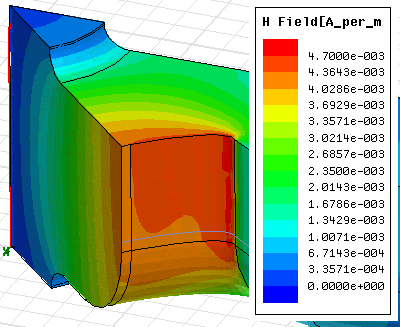 H Field[A_per_m
4.7000e-003
4.3643e-003
4.0286e-003
3.6929e-003
3.3571e-003
3.0214e-003
2.6857e-003
2.3500e-003
2.0143e-003
1.6786e-003
1.3429e-003
1.0071e-003
6.7143e-004
3.3571e-004
0.0000e+000